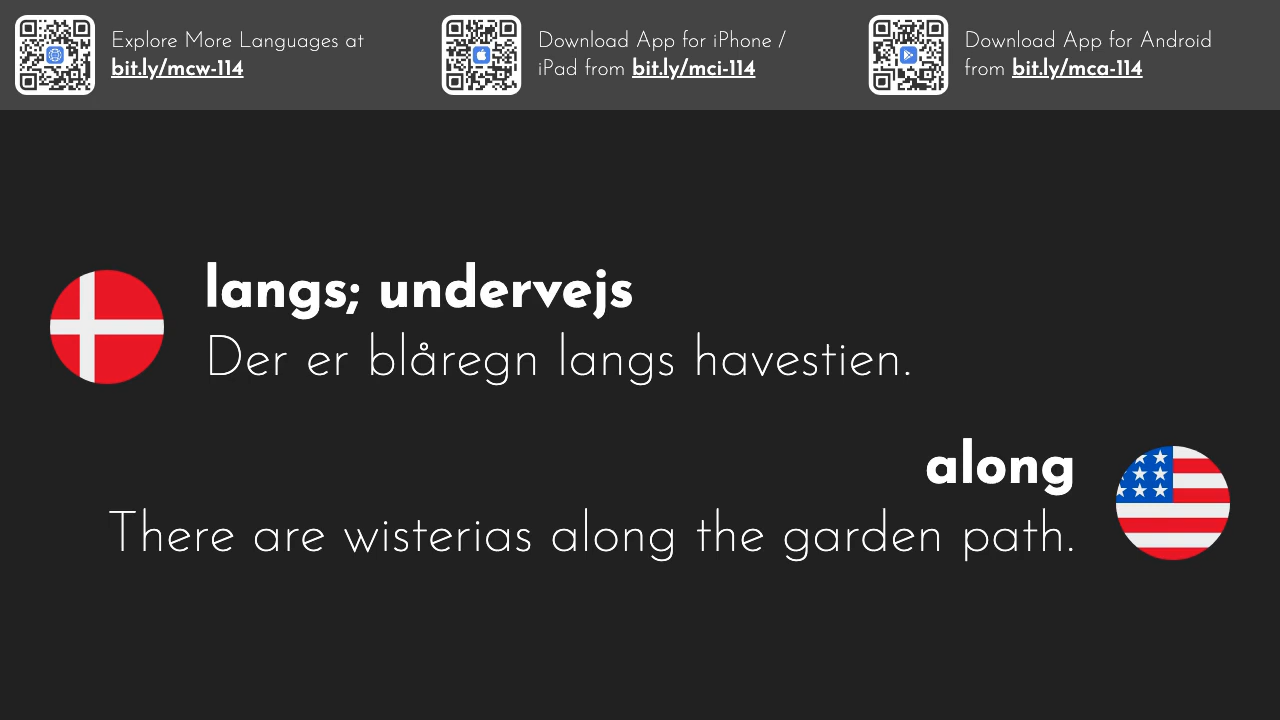 Explore More Languages at
bit.ly/mcw-114
Download App for iPhone /
iPad from bit.ly/mci-114
Download App for Android
from bit.ly/mca-114
langs; undervejs
Der er blåregn langs havestien.
along
There are wisterias along the garden path.